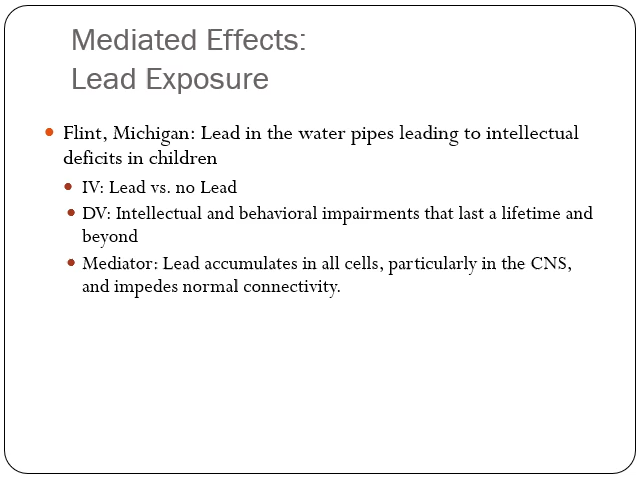 Mediated Effects:
Lead Exposure
Flint, Michigan: Lead in the water pipes leading to intellectual
deficits in children
IV: Lead vs. no Lead
DV: Intellectual and behavioral impairments that last a lifetime and
beyond
Mediator: Lead accumulates in all cells, particularly in the CNS,
and impedes normal connectivity.